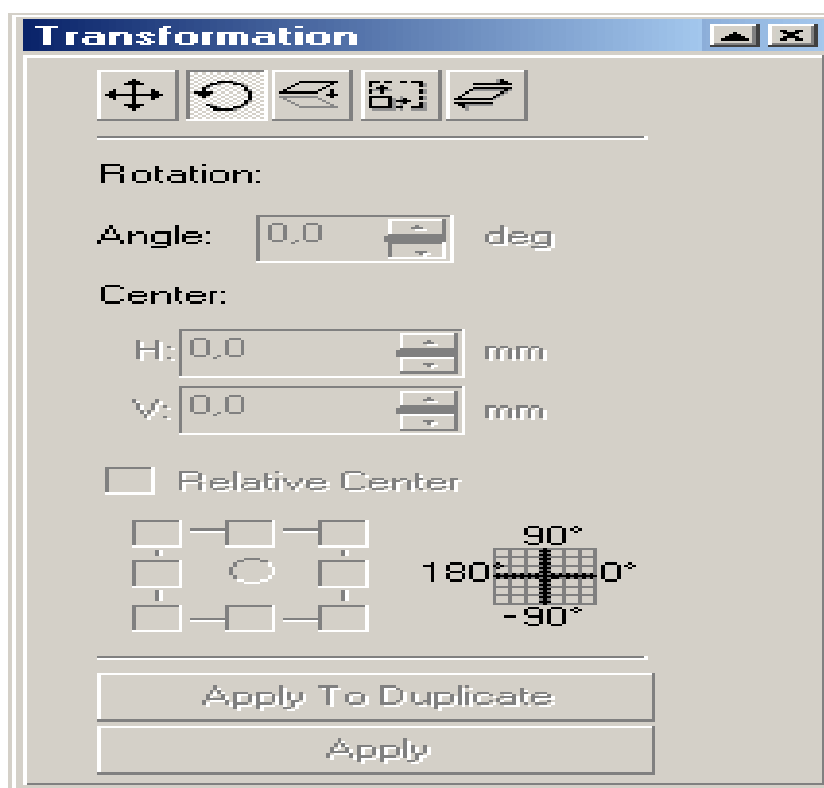 Transformation
Rotation:
Angle: 0,0 deg
Center:
H: 0,0 mm
V: 0,0 mm
Relative Center
90°
180° 0°
-90°
Apply To Duplicate
Apply